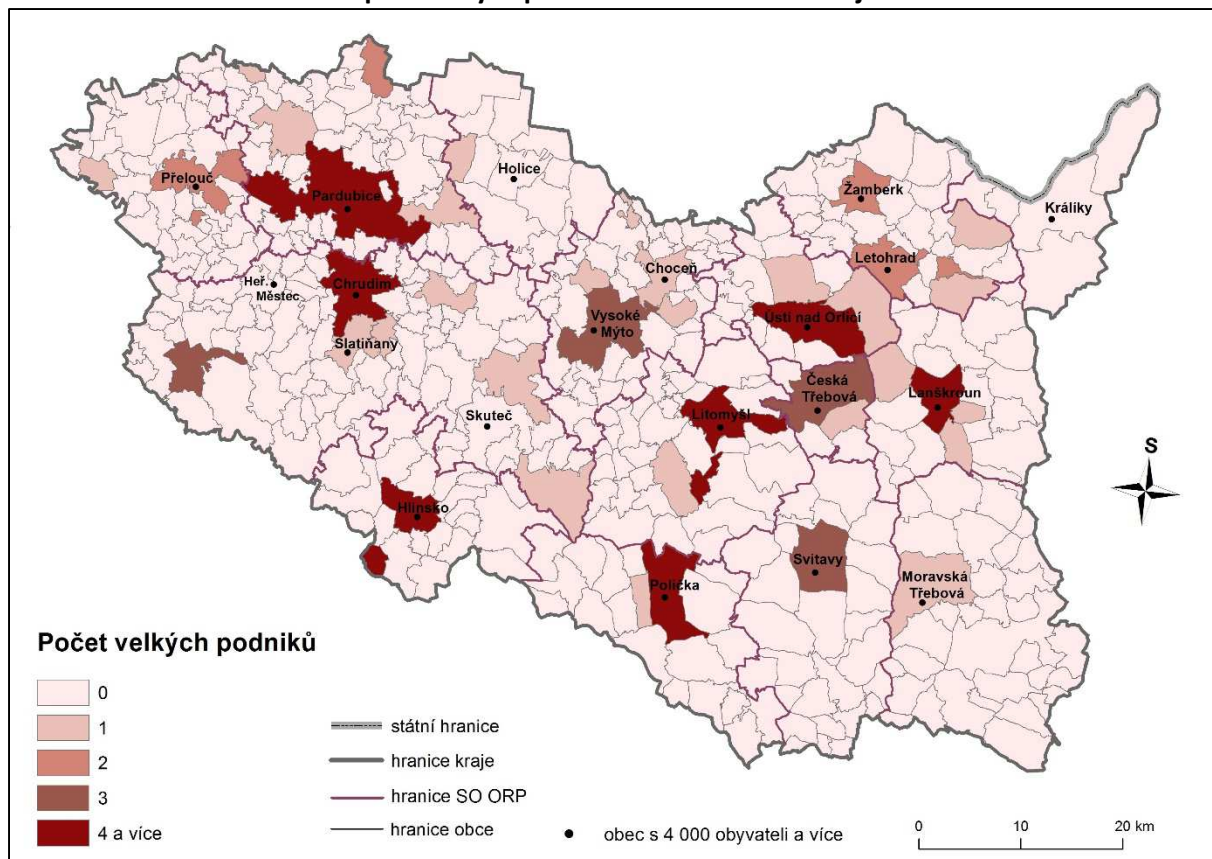 Holice
Přelouč
Pardubice
Žamberk
Králíky
Letohrad
Choceň
Heř.
Městec
Chrudim
Vysoké
Mýto
Ústí nad Orlicí
Slatiňany
Česká
Třebová
Lanškroun
Litomyšl
Skuteč
S
Hlinsko
Svitavy
Moravská
Třebová
Polička
Počet velkých podniků
0
1
2
3
4 a více
státní hranice
hranice kraje
hranice SO ORP
hranice obce
obec s 4 000 obyvateli a více
0 10 20 km